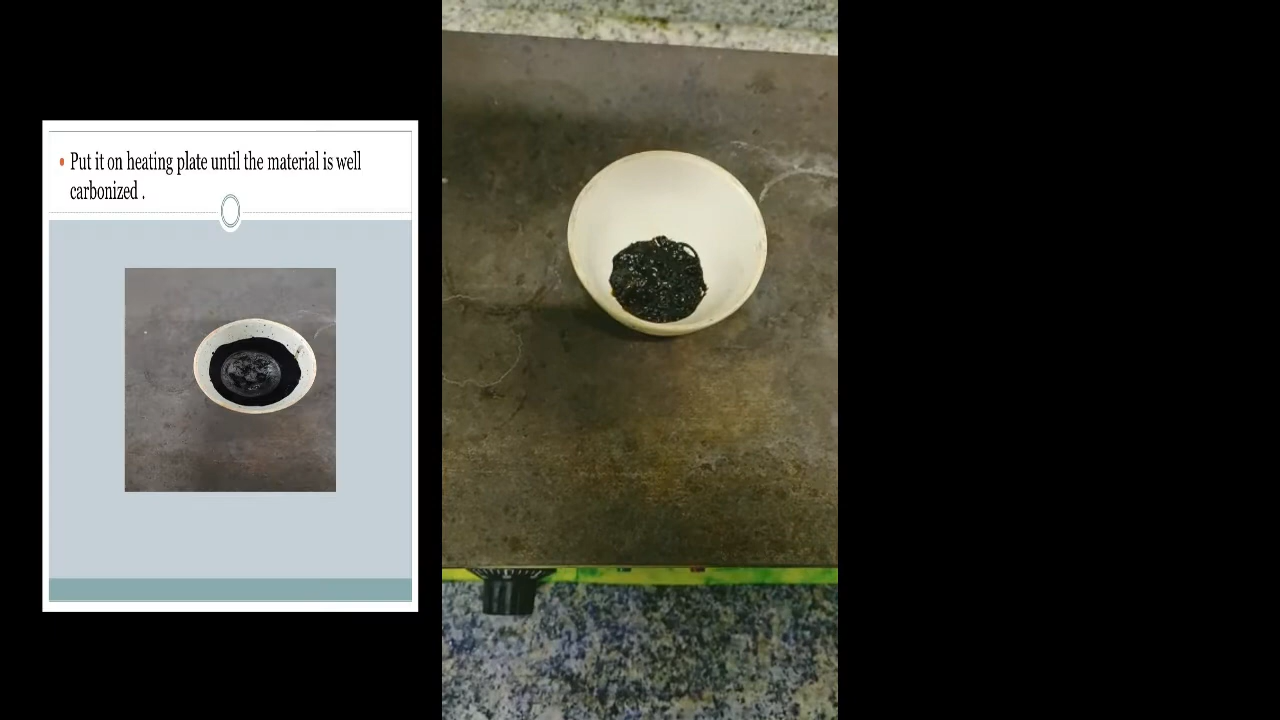 Put it on heating plate until the material is well
carbonized .